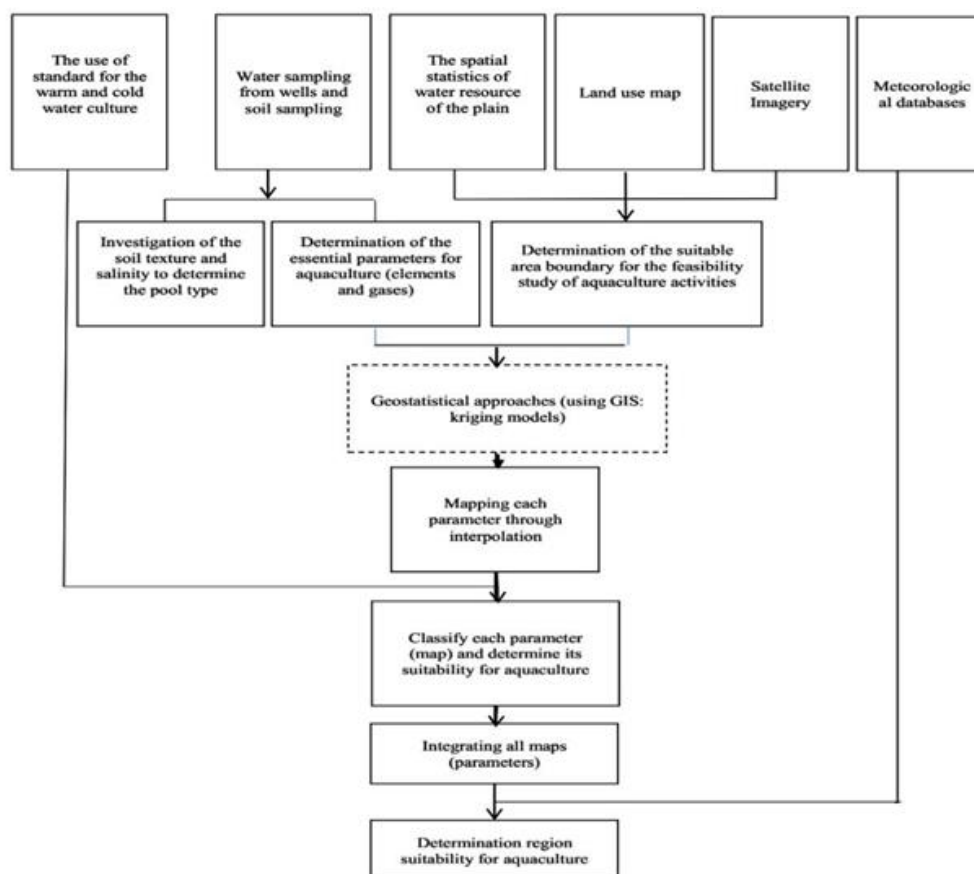 The use of
standard for the
warm and cold
water culture
Water sampling
from wells and soil
sampling
The spatial
statistics of
water resource
of the plain
Land use map
Satellite
Imagery
Meteorologic
al databases
Investigation of the
soil texture and
salinity to determine
the pool type
Determination of the
essential parameters for
aquaculture (elements
and gases)
Determination of the suitable
area boundary for the feasibility
study of aquaculture activities
Geostatistical approaches (using GIS:
kriging models)
Mapping each
parameter through
interpolation
Classify each parameter
(map) and determine its
suitability for aquaculture
Integrating all maps
(parameters)
Determination region
suitability for aquaculture